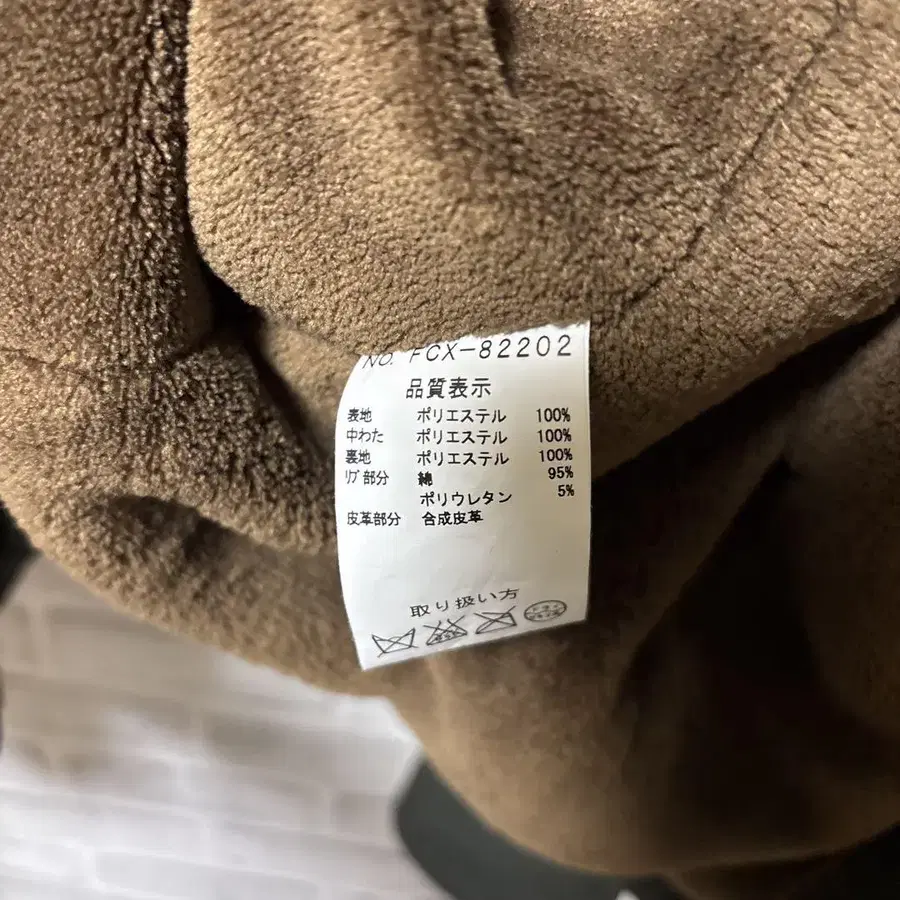 NO. FCX-82202
品質表示
表地 ポリエステル 100%
中わた ポリエステル 100%
裏地 ポリエステル 100%
ﾘﾌﾞ部分 綿 95%
ポリウレタン 5%
皮革部分 合成皮革
取り扱い方